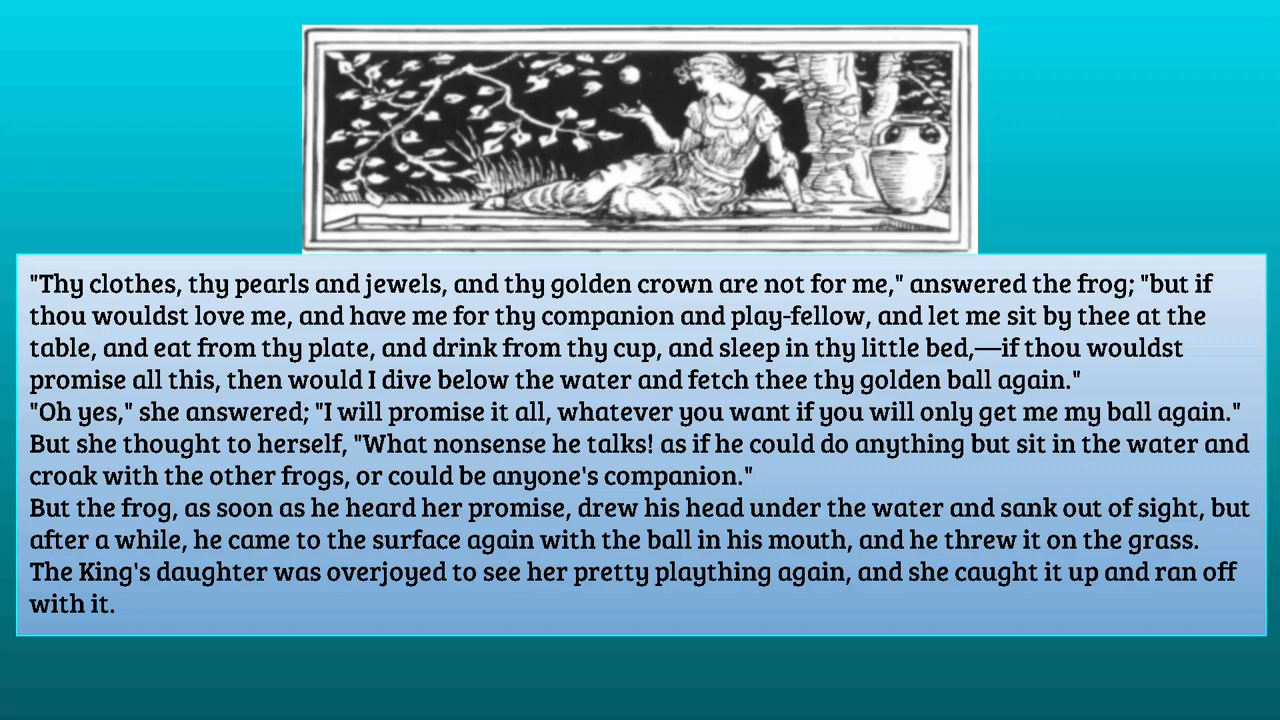 "Thy clothes, thy pearls and jewels, and thy golden crown are not for me," answered the frog; "but if
thou wouldst love me, and have me for thy companion and play-fellow, and let me sit by thee at the
table, and eat from thy plate, and drink from thy cup, and sleep in thy little bed,—if thou wouldst
promise all this, then would I dive below the water and fetch thee thy golden ball again."
"Oh yes," she answered; "I will promise it all, whatever you want if you will only get me my ball again."
But she thought to herself, "What nonsense he talks! as if he could do anything but sit in the water and
croak with the other frogs, or could be anyone's companion."
But the frog, as soon as he heard her promise, drew his head under the water and sank out of sight, but
after a while, he came to the surface again with the ball in his mouth, and he threw it on the grass.
The King's daughter was overjoyed to see her pretty plaything again, and she caught it up and ran off
with it.